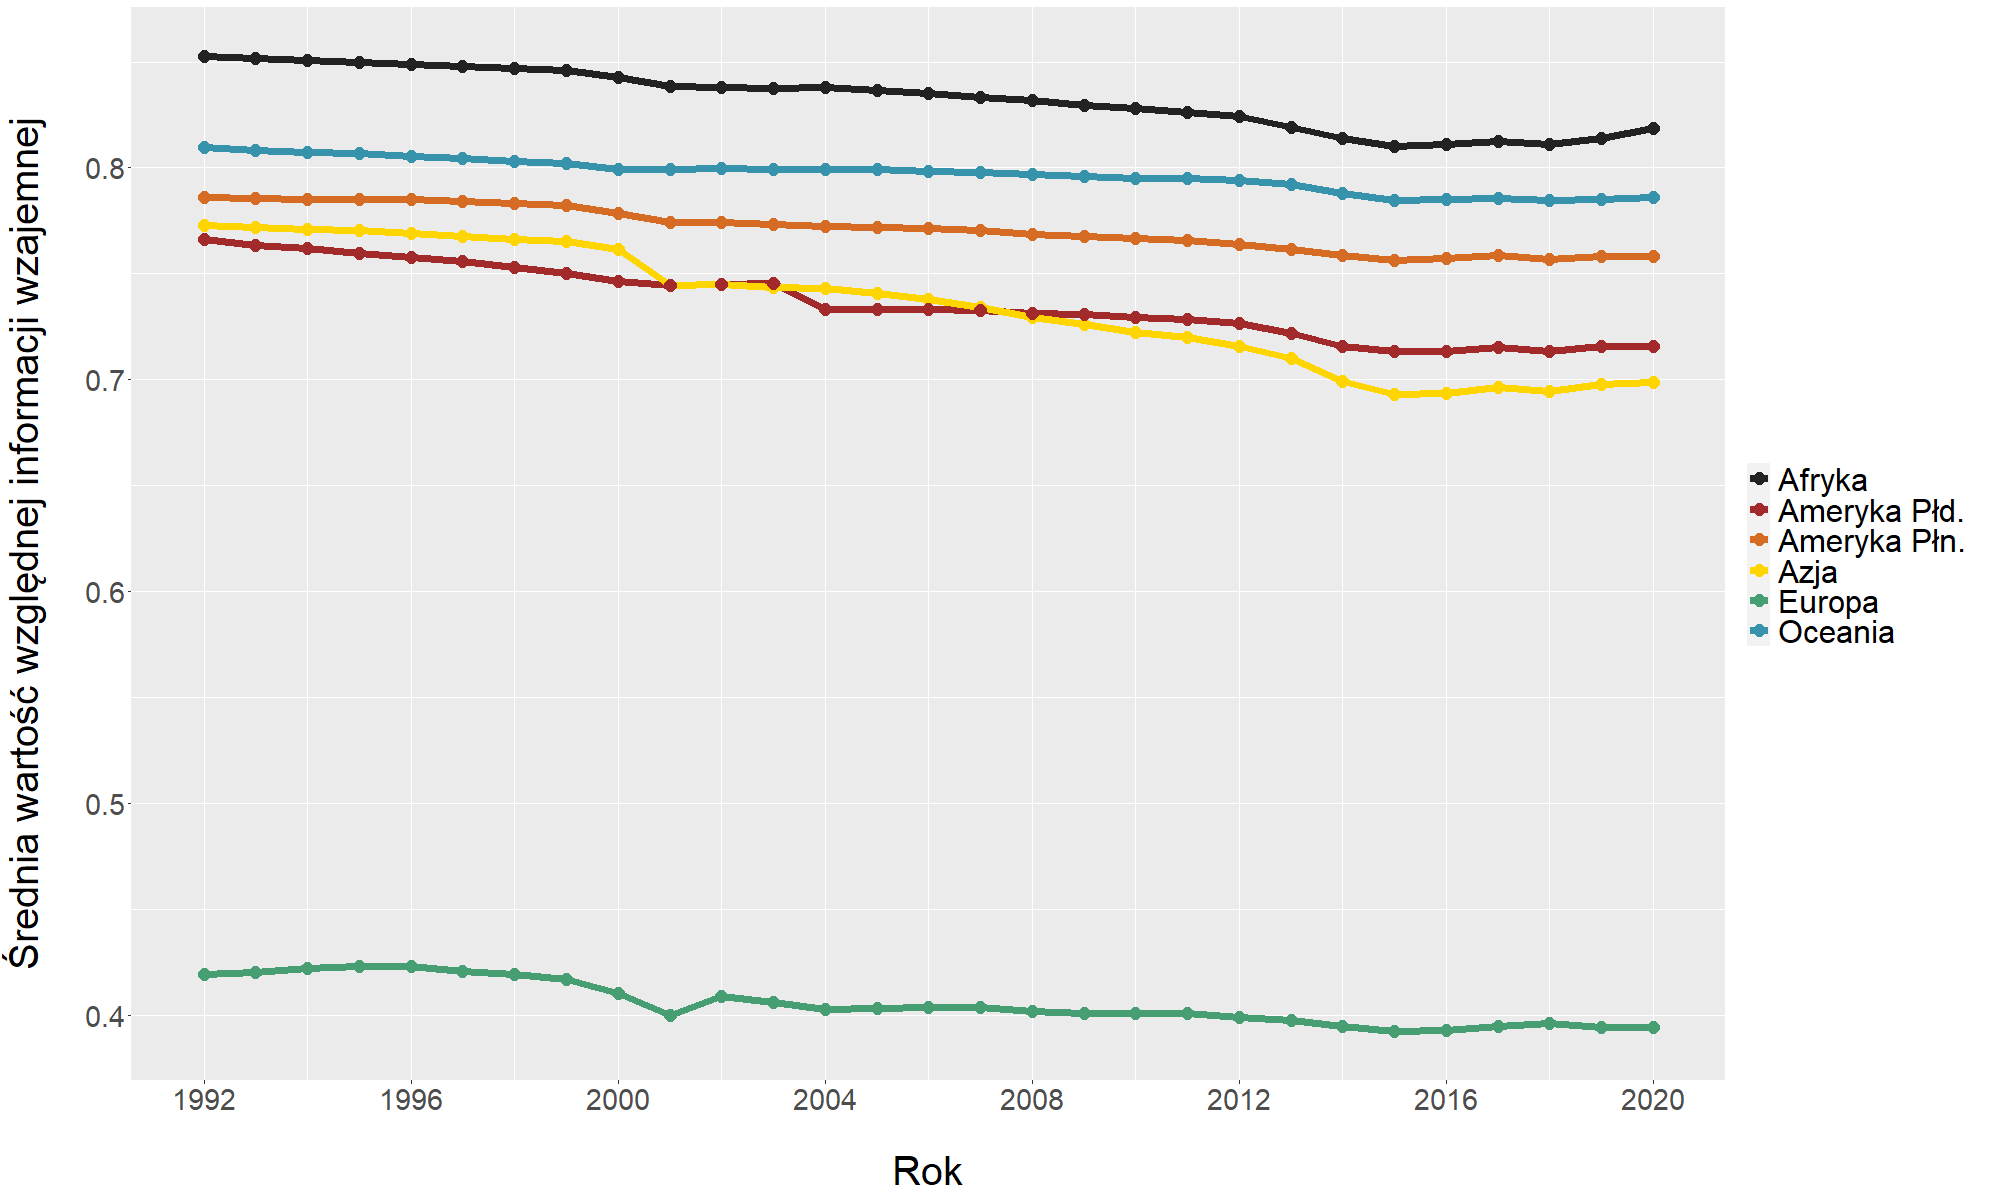 Średnia wartość względnej informacji wzajemnej
0.8
0.7
0.6
0.5
0.4
1992 1996 2000 2004 2008 2012 2016 2020
Rok
Afryka
Ameryka Płd.
Ameryka Płn.
Azja
Europa
Oceania